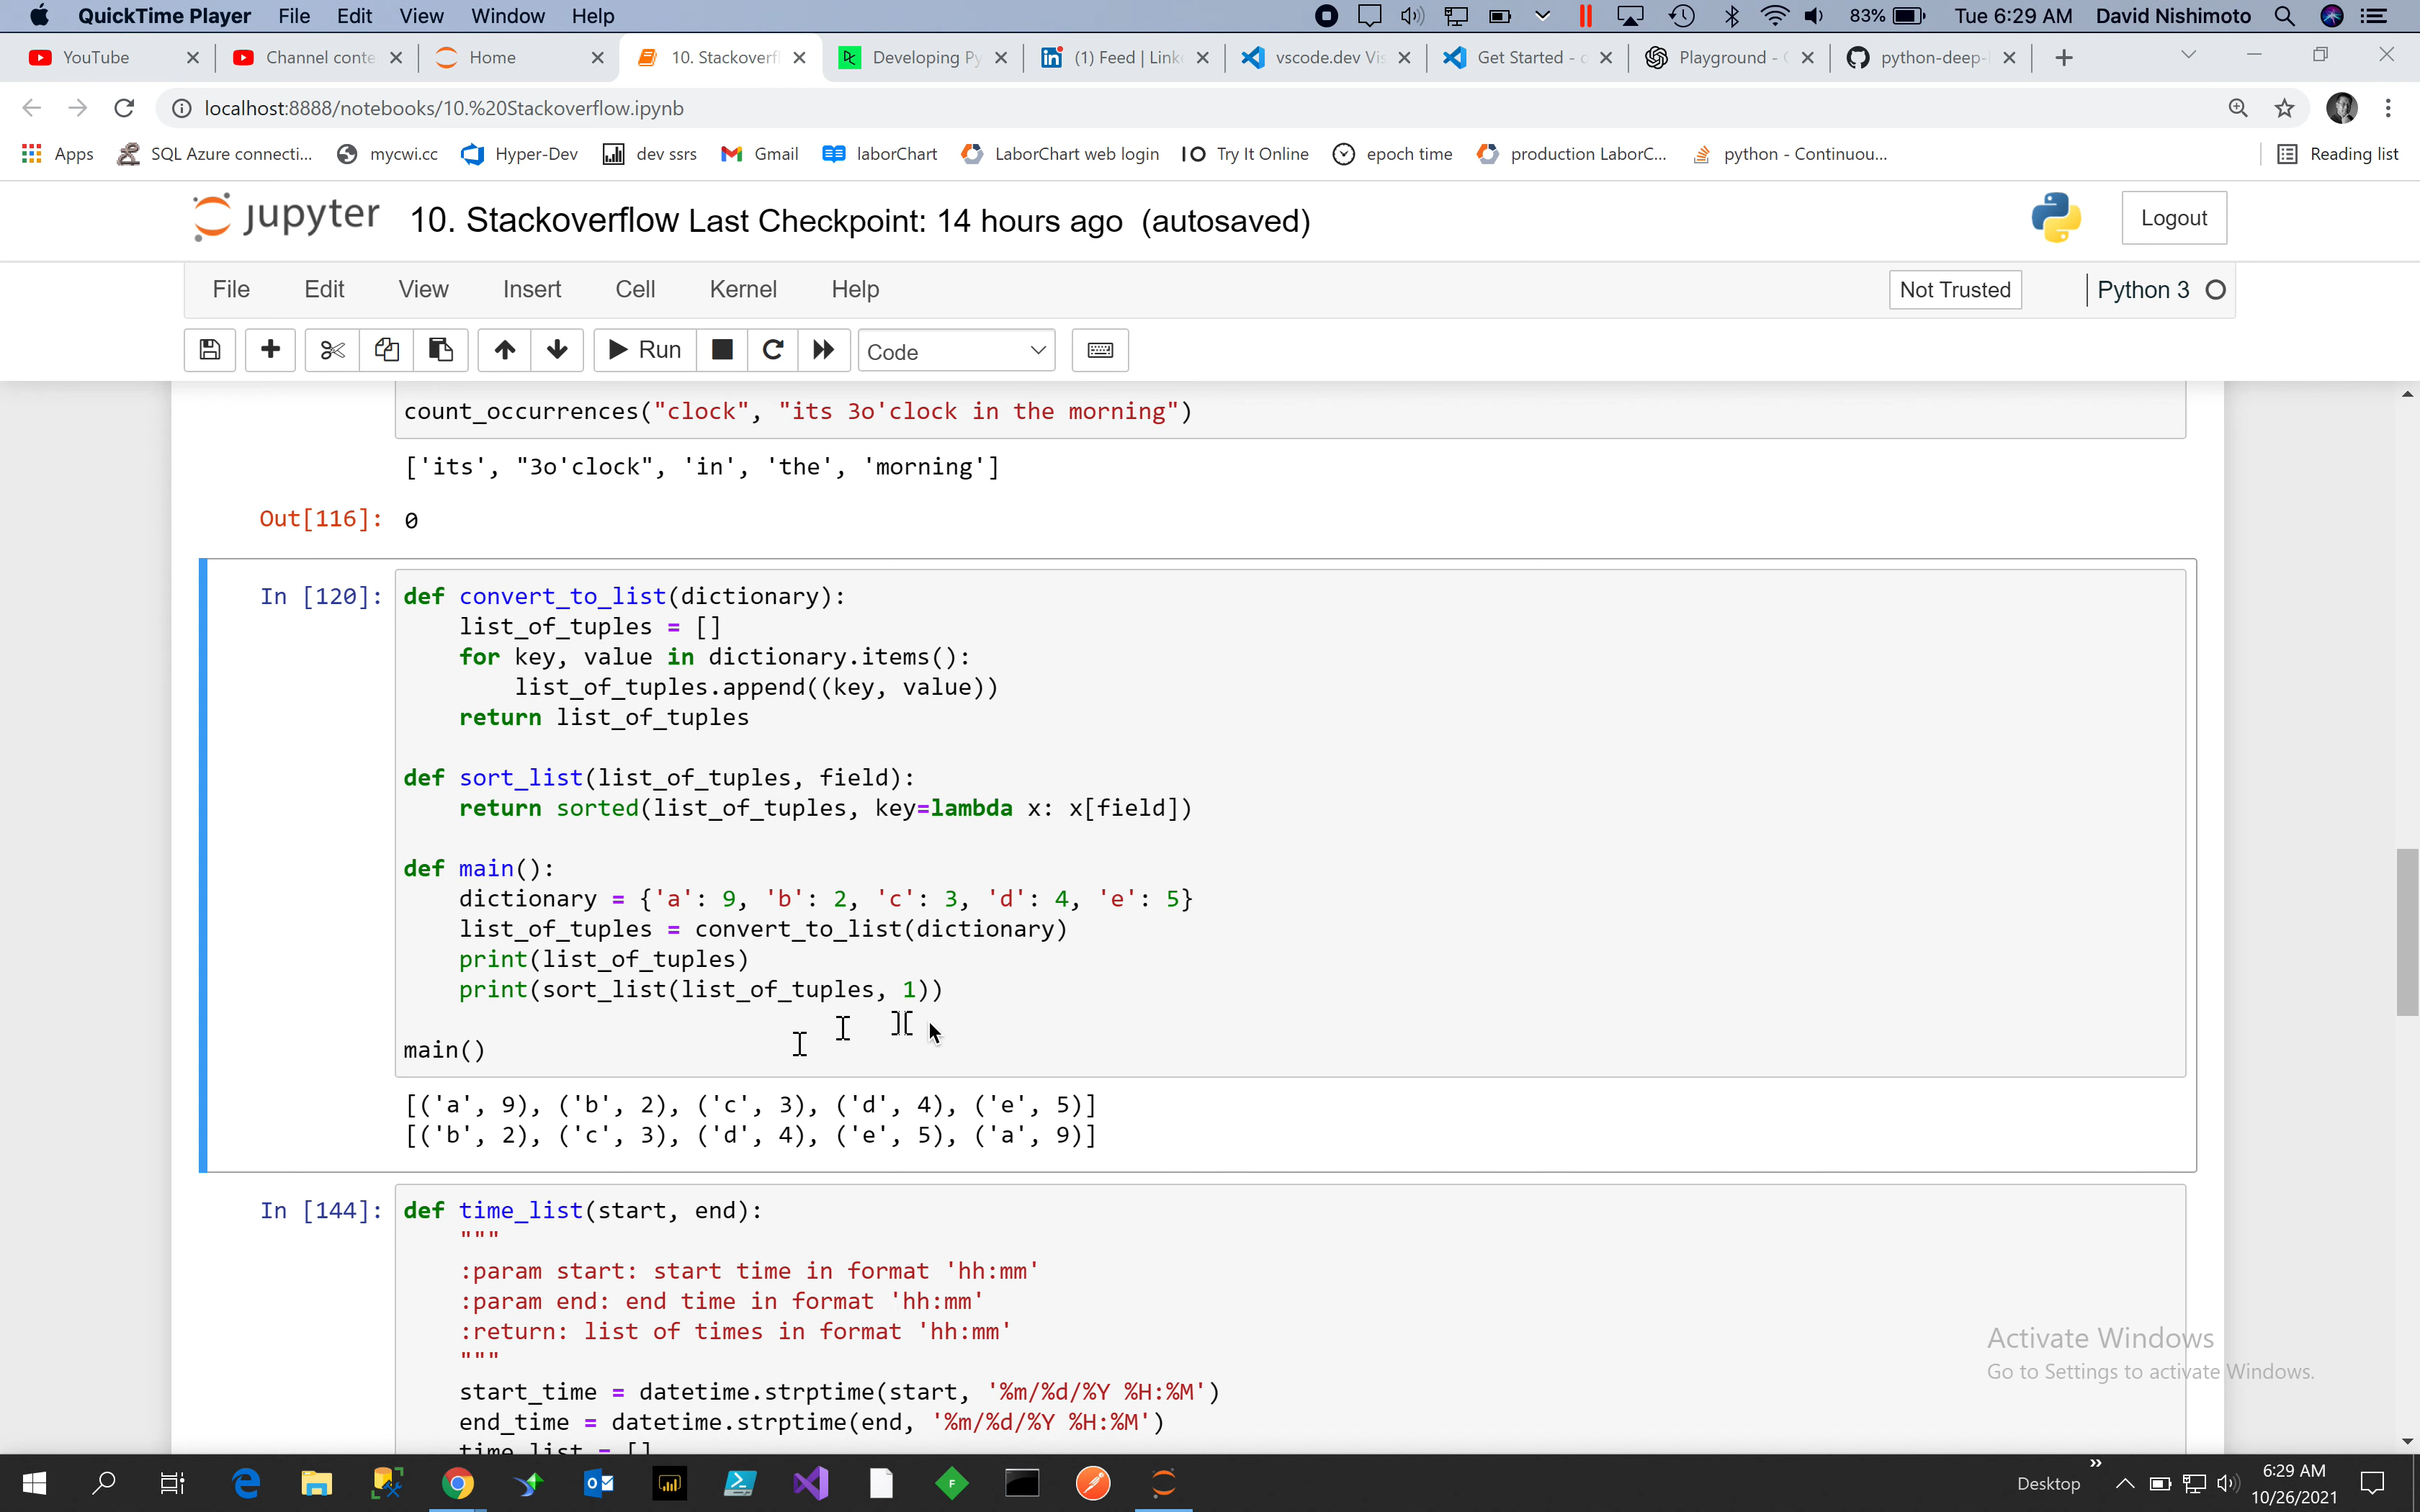 QuickTime Player File Edit View Window Help 83% Tue 6:29 AM David Nishimoto
YouTube Channel conte Home 10. Stackoverfl Developing Py (1) Feed | Linke vscode.dev Vis Get Started - Playground - python-deep-
localhost:8888/notebooks/10.%20Stackoverflow.ipynb
Apps SQL Azure connecti... mycwi.cc Hyper-Dev dev ssrs Gmail laborChart LaborChart web login Try It Online epoch time production LaborC... python - Continuou... Reading list
jupyter 10. Stackoverflow Last Checkpoint: 14 hours ago (autosaved) Logout
File Edit View Insert Cell Kernel Help Not Trusted Python 3
Run Code
count_occurrences("clock", "its 3o'clock in the morning")
['its', "3o'clock", 'in', 'the', 'morning']
Out[116]: 0
In [120]: def convert_to_list(dictionary):
list_of_tuples = []
for key, value in dictionary.items():
list_of_tuples.append((key, value))
return list_of_tuples
def sort_list(list_of_tuples, field):
return sorted(list_of_tuples, key=lambda x: x[field])
def main():
dictionary = {'a': 9, 'b': 2, 'c': 3, 'd': 4, 'e': 5}
list_of_tuples = convert_to_list(dictionary)
print(list_of_tuples)
print(sort_list(list_of_tuples, 1))
main()
[('a', 9), ('b', 2), ('c', 3), ('d', 4), ('e', 5)]
[('b', 2), ('c', 3), ('d', 4), ('e', 5), ('a', 9)]
In [144]: def time_list(start, end):
"""
:param start: start time in format 'hh:mm'
:param end: end time in format 'hh:mm'
:return: list of times in format 'hh:mm'
"""
start_time = datetime.strptime(start, '%m/%d/%Y %H:%M')
end_time = datetime.strptime(end, '%m/%d/%Y %H:%M')
time_list = []
Activate Windows
Go to Settings to activate Windows.
Desktop 6:29 AM
10/26/2021